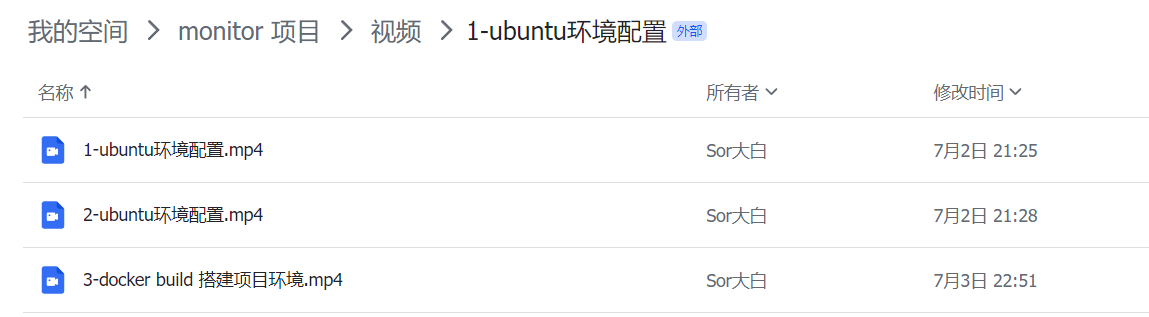 我的空间 > monitor 项目 > 视频 > 1-ubuntu环境配置 外部
名称 ↑ 所有者 修改时间
1-ubuntu环境配置.mp4 Sor大白 7月2日 21:25
2-ubuntu环境配置.mp4 Sor大白 7月2日 21:28
3-docker build 搭建项目环境.mp4 Sor大白 7月3日 22:51